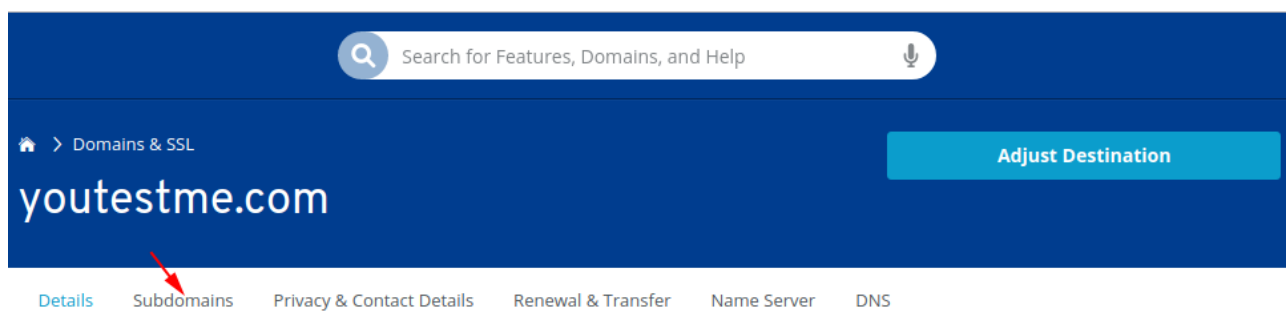 Search for Features, Domains, and Help
Domains & SSL
Adjust Destination
youtestme.com
Details Subdomains Privacy & Contact Details Renewal & Transfer Name Server DNS